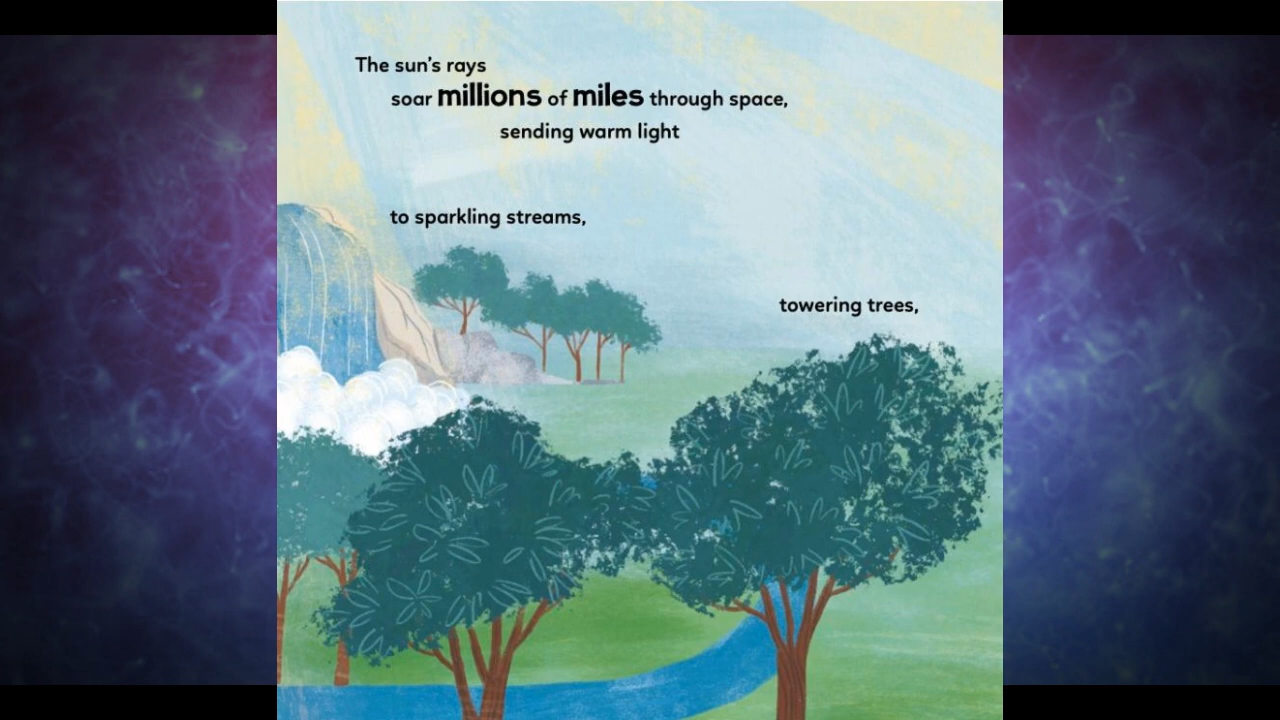 The sun's rays
soar millions of miles through space,
sending warm light
to sparkling streams,
towering trees,